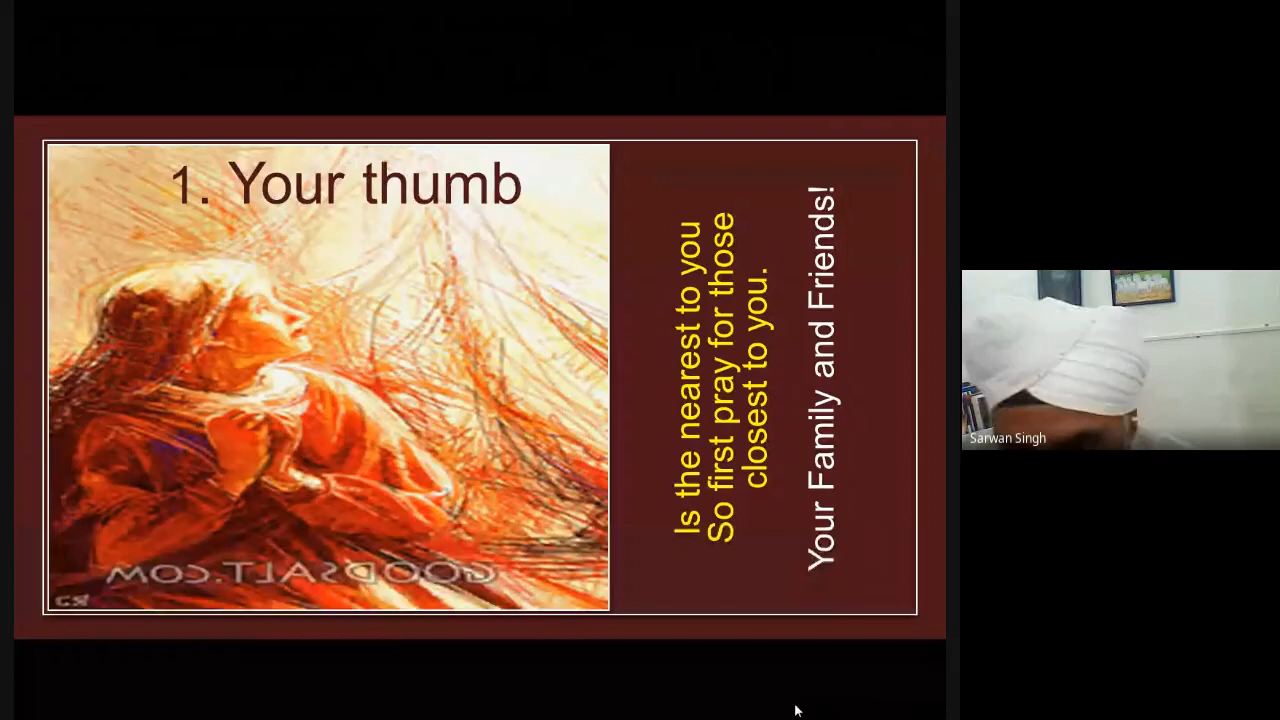 1. Your thumb
Is the nearest to you
So first pray for those
closest to you.
Your Family and Friends!
GOODSALT.COM
Sarwan Singh